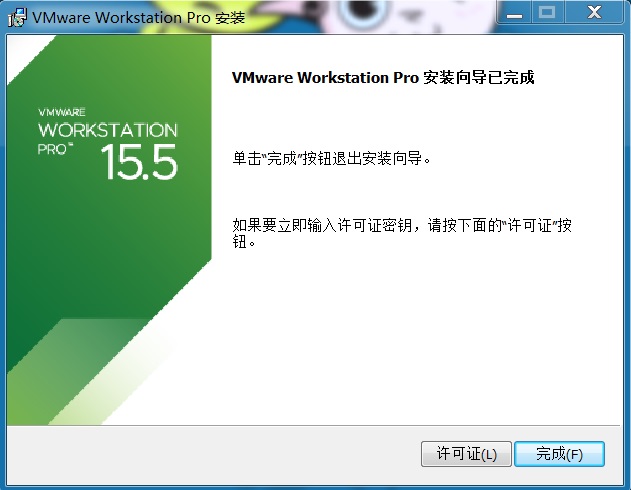 VMware Workstation Pro 安装
VMWARE
WORKSTATION
PRO™
15.5
VMware Workstation Pro 安装向导已完成
单击“完成”按钮退出安装向导。
如果要立即输入许可证密钥，请按下面的“许可证”按
钮。
许可证(L)
完成(F)